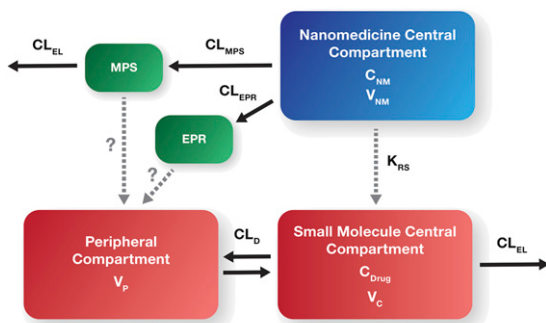 CL_EL
CL_MPS
MPS
Nanomedicine Central
Compartment
C_NM
V_NM
CL_EPR
EPR
?
?
K_RS
Peripheral
Compartment
V_P
CL_D
Small Molecule Central
Compartment
C_Drug
V_C
CL_EL